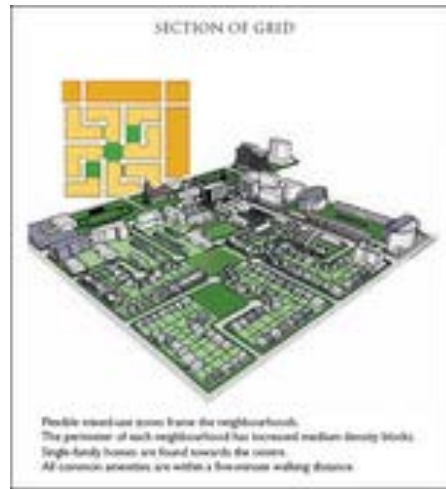 SECTION OF GRID
Flexible mixed-use zones frame the neighbourhoods.
The perimeter of each neighbourhood has increased medium density blocks.
Single-family homes are found towards the centre.
All common amenities are within a five-minute walking distance.